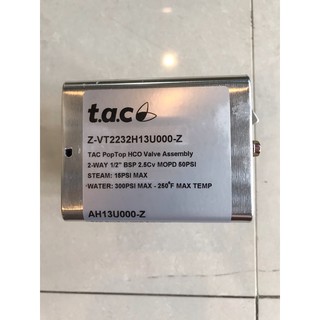 t.a.c
Z-VT2232H13U000-Z
TAC PopTop HCO Valve Assembly
2-WAY 1/2" BSP 2.5Cv MOPD 50PSI
STEAM: 15PSI MAX
WATER: 300PSI MAX - 250°F MAX TEMP
AH13U000-Z